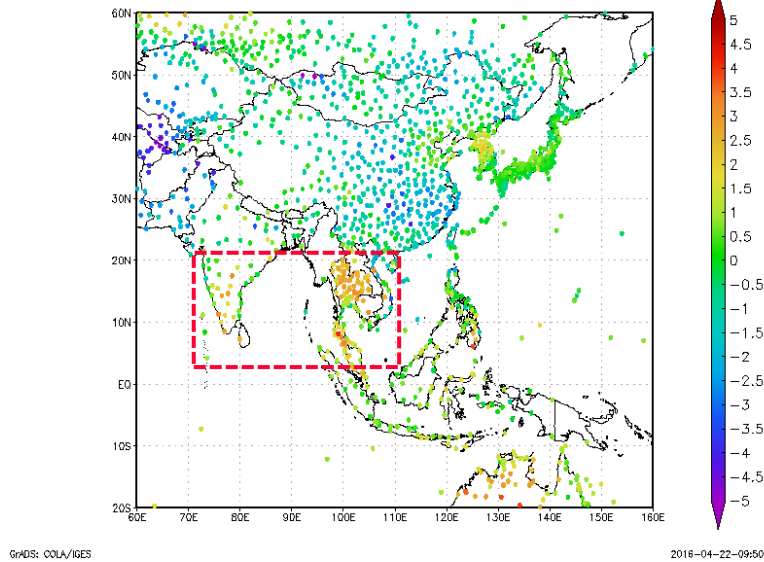 60N
50N
40N
30N
20N
10N
EQ
10S
20S
60E 70E 80E 90E 100E 110E 120E 130E 140E 150E 160E
5
4.5
4
3.5
3
2.5
2
1.5
1
0.5
0
−0.5
−1
−1.5
−2
−2.5
−3
−3.5
−4
−4.5
−5
GrADS: COLA/IGES 2016-04-22-09:50